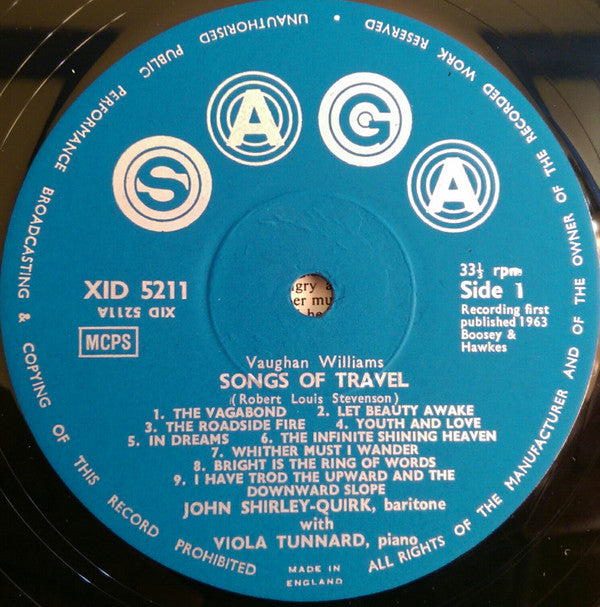 UNAUTHORISED PUBLIC PERFORMANCE BROADCASTING & COPYING OF THIS RECORD PROHIBITED
ALL RIGHTS OF THE MANUFACTURER AND OF THE OWNER OF THE RECORDED WORK RESERVED
SAGA
XID 5211
XID 5211A
MCPS
33⅓ rpm
Side 1
Recording first
published 1963
Boosey &
Hawkes
Vaughan Williams
SONGS OF TRAVEL
(Robert Louis Stevenson)
1. THE VAGABOND 2. LET BEAUTY AWAKE
3. THE ROADSIDE FIRE 4. YOUTH AND LOVE
5. IN DREAMS 6. THE INFINITE SHINING HEAVEN
7. WHITHER MUST I WANDER
8. BRIGHT IS THE RING OF WORDS
9. I HAVE TROD THE UPWARD AND THE
DOWNWARD SLOPE
JOHN SHIRLEY-QUIRK, baritone
with
VIOLA TUNNARD, piano
MADE IN
ENGLAND